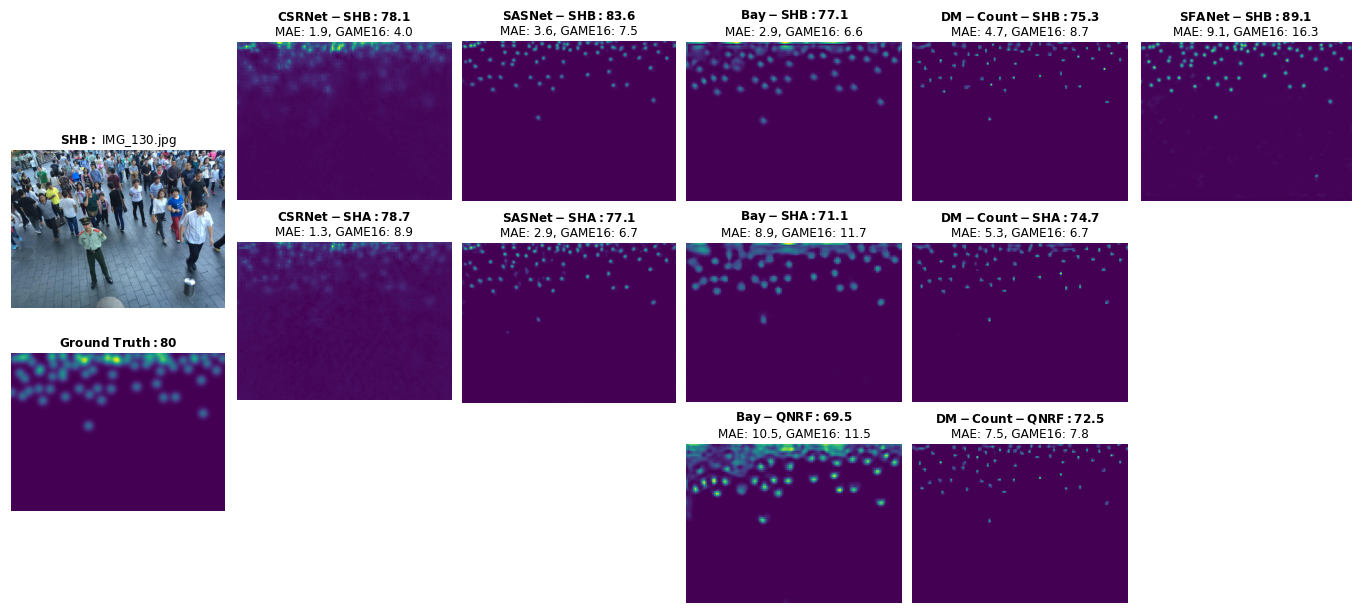 SHB: IMG_130.jpg
Ground Truth: 80
CSRNet-SHB: 78.1
MAE: 1.9, GAME16: 4.0
SASNet-SHB: 83.6
MAE: 3.6, GAME16: 7.5
Bay-SHB: 77.1
MAE: 2.9, GAME16: 6.6
DM-Count-SHB: 75.3
MAE: 4.7, GAME16: 8.7
SFANet-SHB: 89.1
MAE: 9.1, GAME16: 16.3
CSRNet-SHA: 78.7
MAE: 1.3, GAME16: 8.9
SASNet-SHA: 77.1
MAE: 2.9, GAME16: 6.7
Bay-SHA: 71.1
MAE: 8.9, GAME16: 11.7
DM-Count-SHA: 74.7
MAE: 5.3, GAME16: 6.7
Bay-QNRF: 69.5
MAE: 10.5, GAME16: 11.5
DM-Count-QNRF: 72.5
MAE: 7.5, GAME16: 7.8